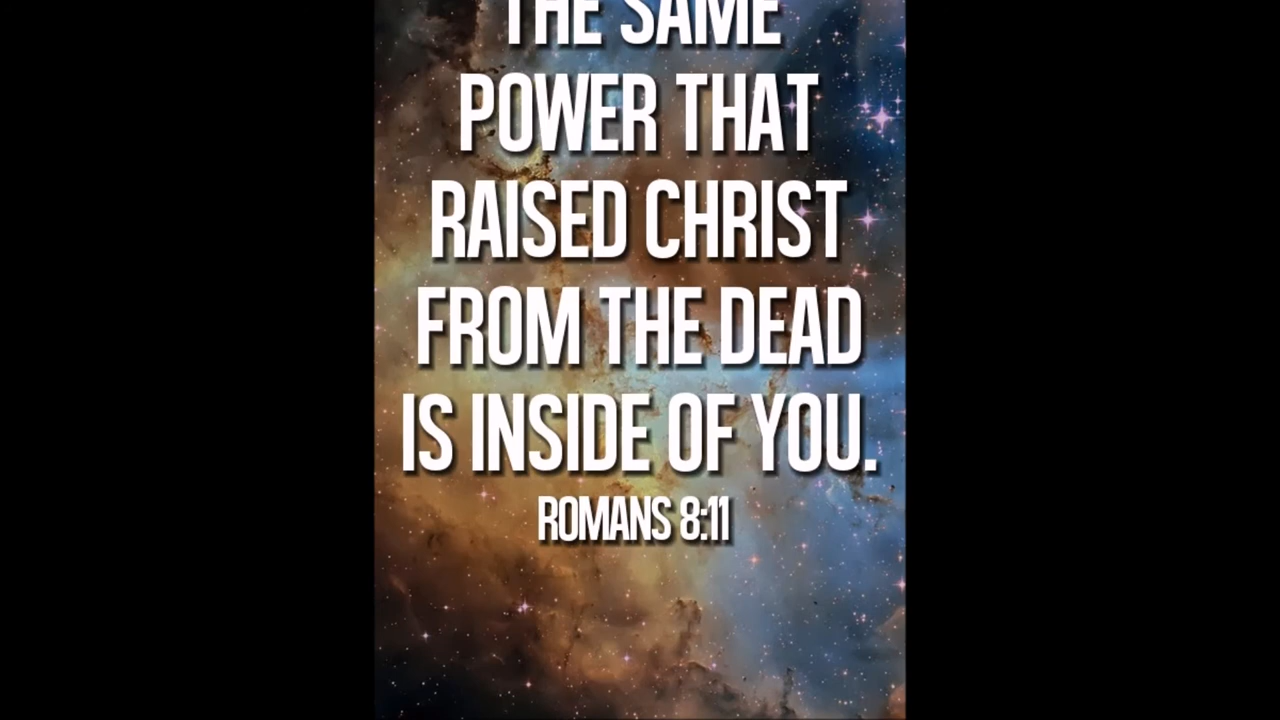 THE SAME
POWER THAT
RAISED CHRIST
FROM THE DEAD
IS INSIDE OF YOU.
ROMANS 8:11